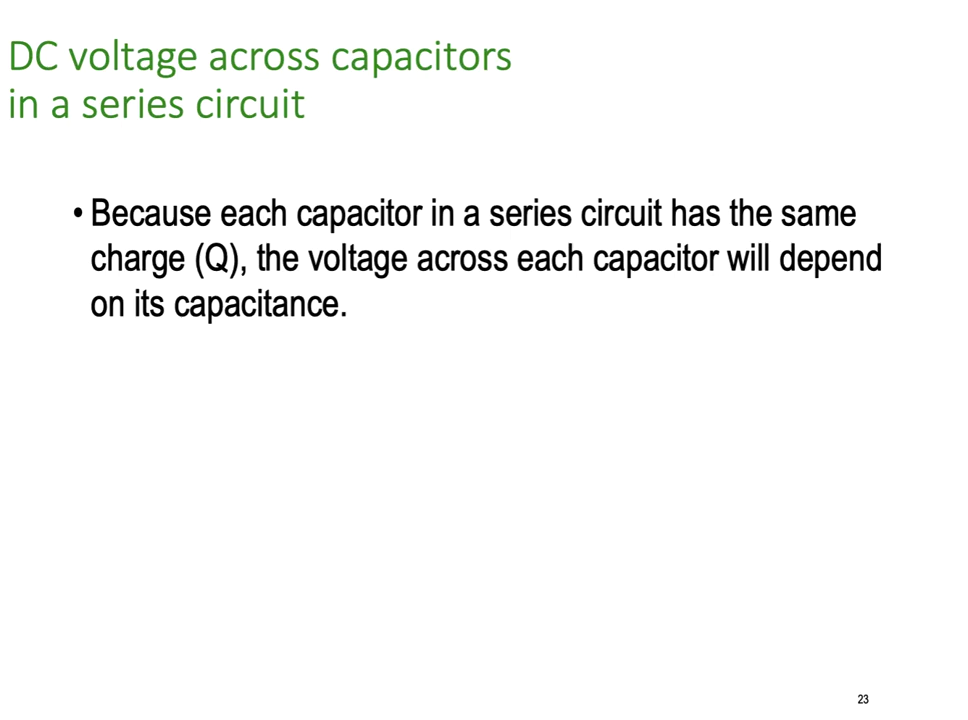 DC voltage across capacitors
in a series circuit
• Because each capacitor in a series circuit has the same
charge (Q), the voltage across each capacitor will depend
on its capacitance.
23